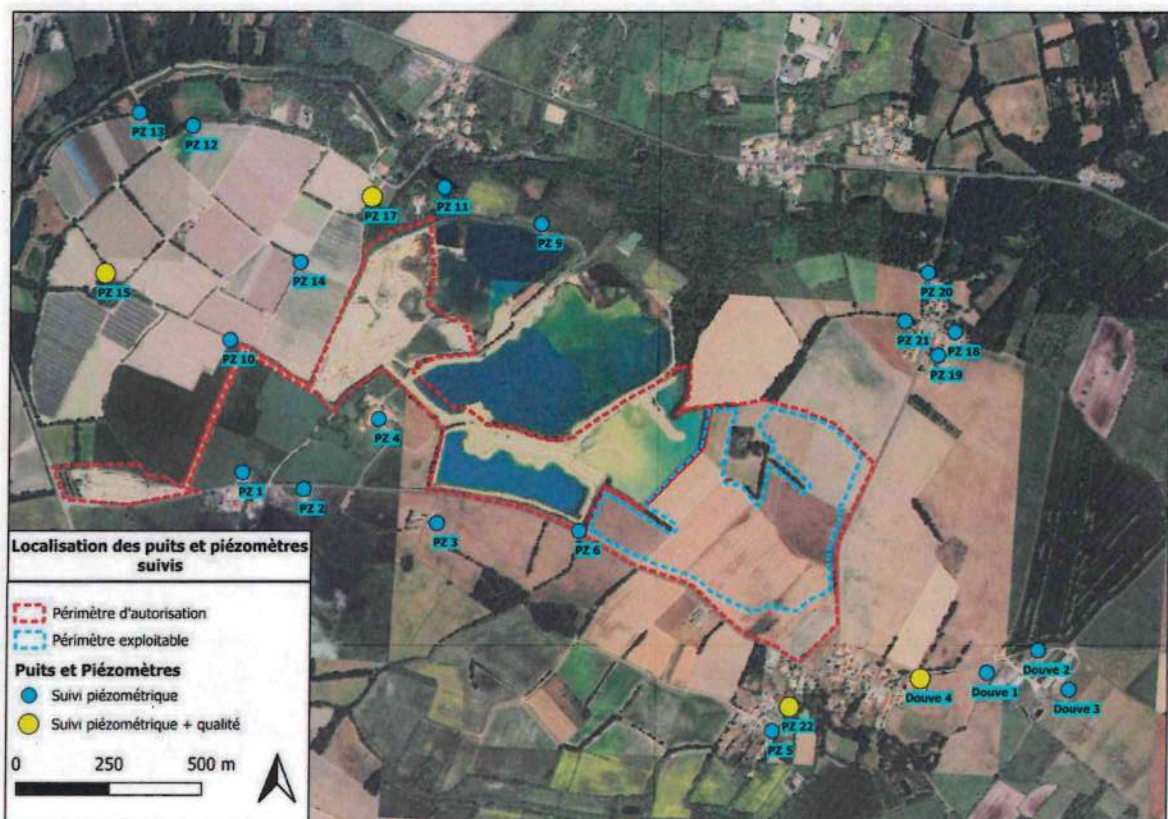 PZ 13
PZ 12
PZ 17
PZ 11
PZ 9
PZ 15
PZ 14
PZ 20
PZ 10
PZ 21
PZ 18
PZ 19
PZ 4
PZ 1
PZ 2
PZ 3
PZ 6
Localisation des puits et piézomètres
suivis
Périmètre d'autorisation
Périmètre exploitable
Puits et Piézomètres
Suivi piézométrique
Suivi piézométrique + qualité
0 250 500 m
Douve 2
Douve 1
Douve 4
Douve 3
PZ 22
PZ 5